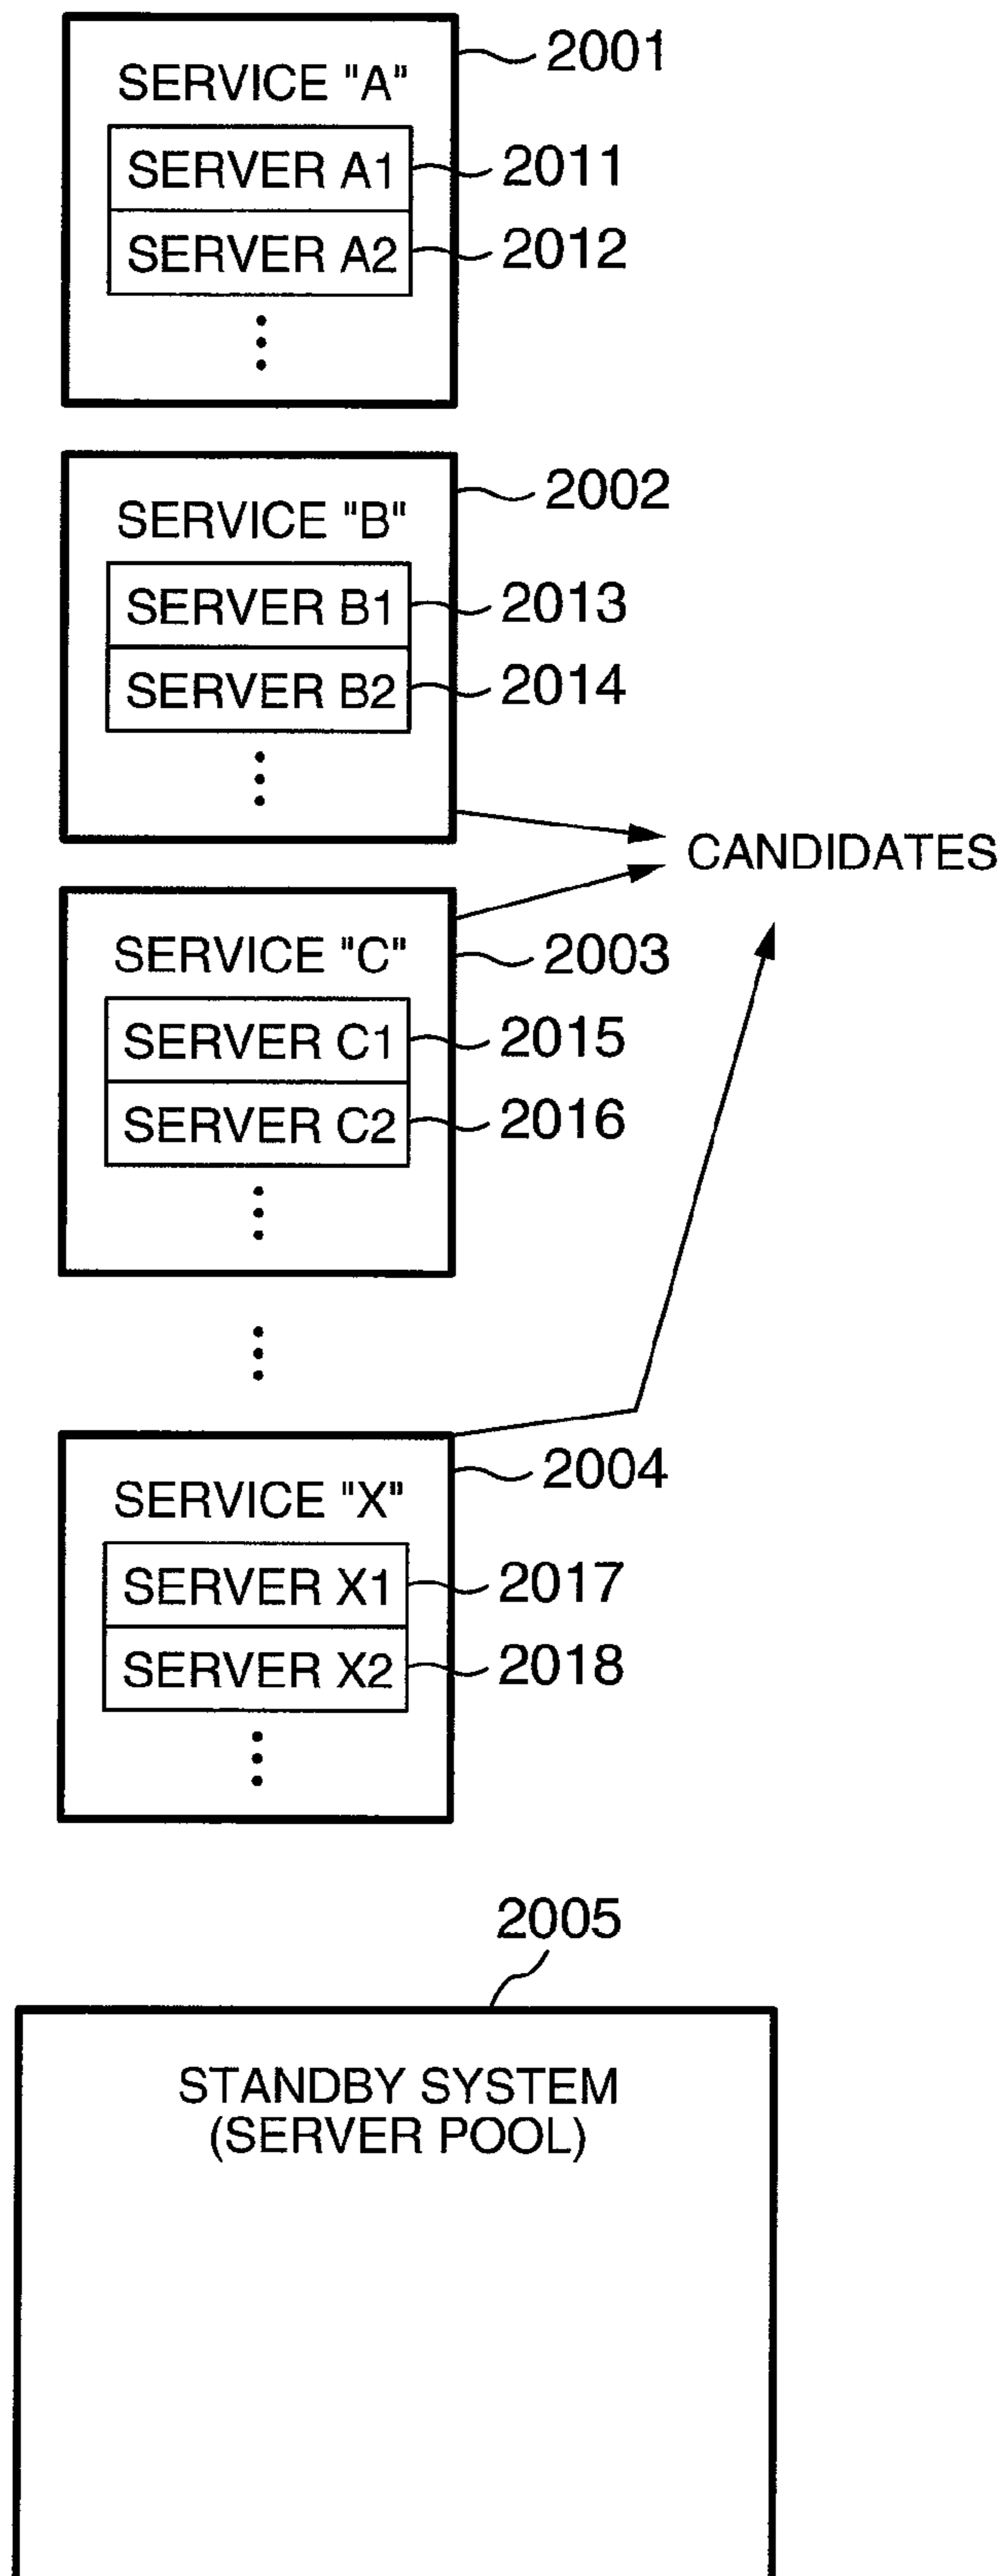 SERVICE "A"
2001
SERVER A1
2011
SERVER A2
2012
SERVICE "B"
2002
SERVER B1
2013
SERVER B2
2014
CANDIDATES
SERVICE "C"
2003
SERVER C1
2015
SERVER C2
2016
SERVICE "X"
2004
SERVER X1
2017
SERVER X2
2018
2005
STANDBY SYSTEM
(SERVER POOL)